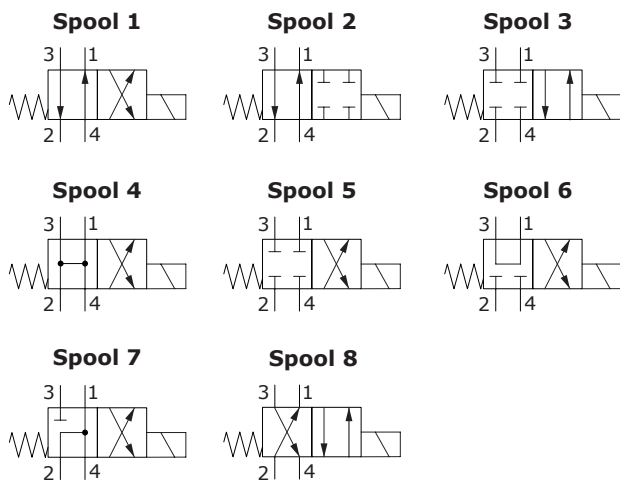 Spool 1 Spool 2 Spool 3
3 1 3 1 3 1
2 4 2 4 2 4
Spool 4 Spool 5 Spool 6
3 1 3 1 3 1
2 4 2 4 2 4
Spool 7 Spool 8
3 1 3 1
2 4 2 4